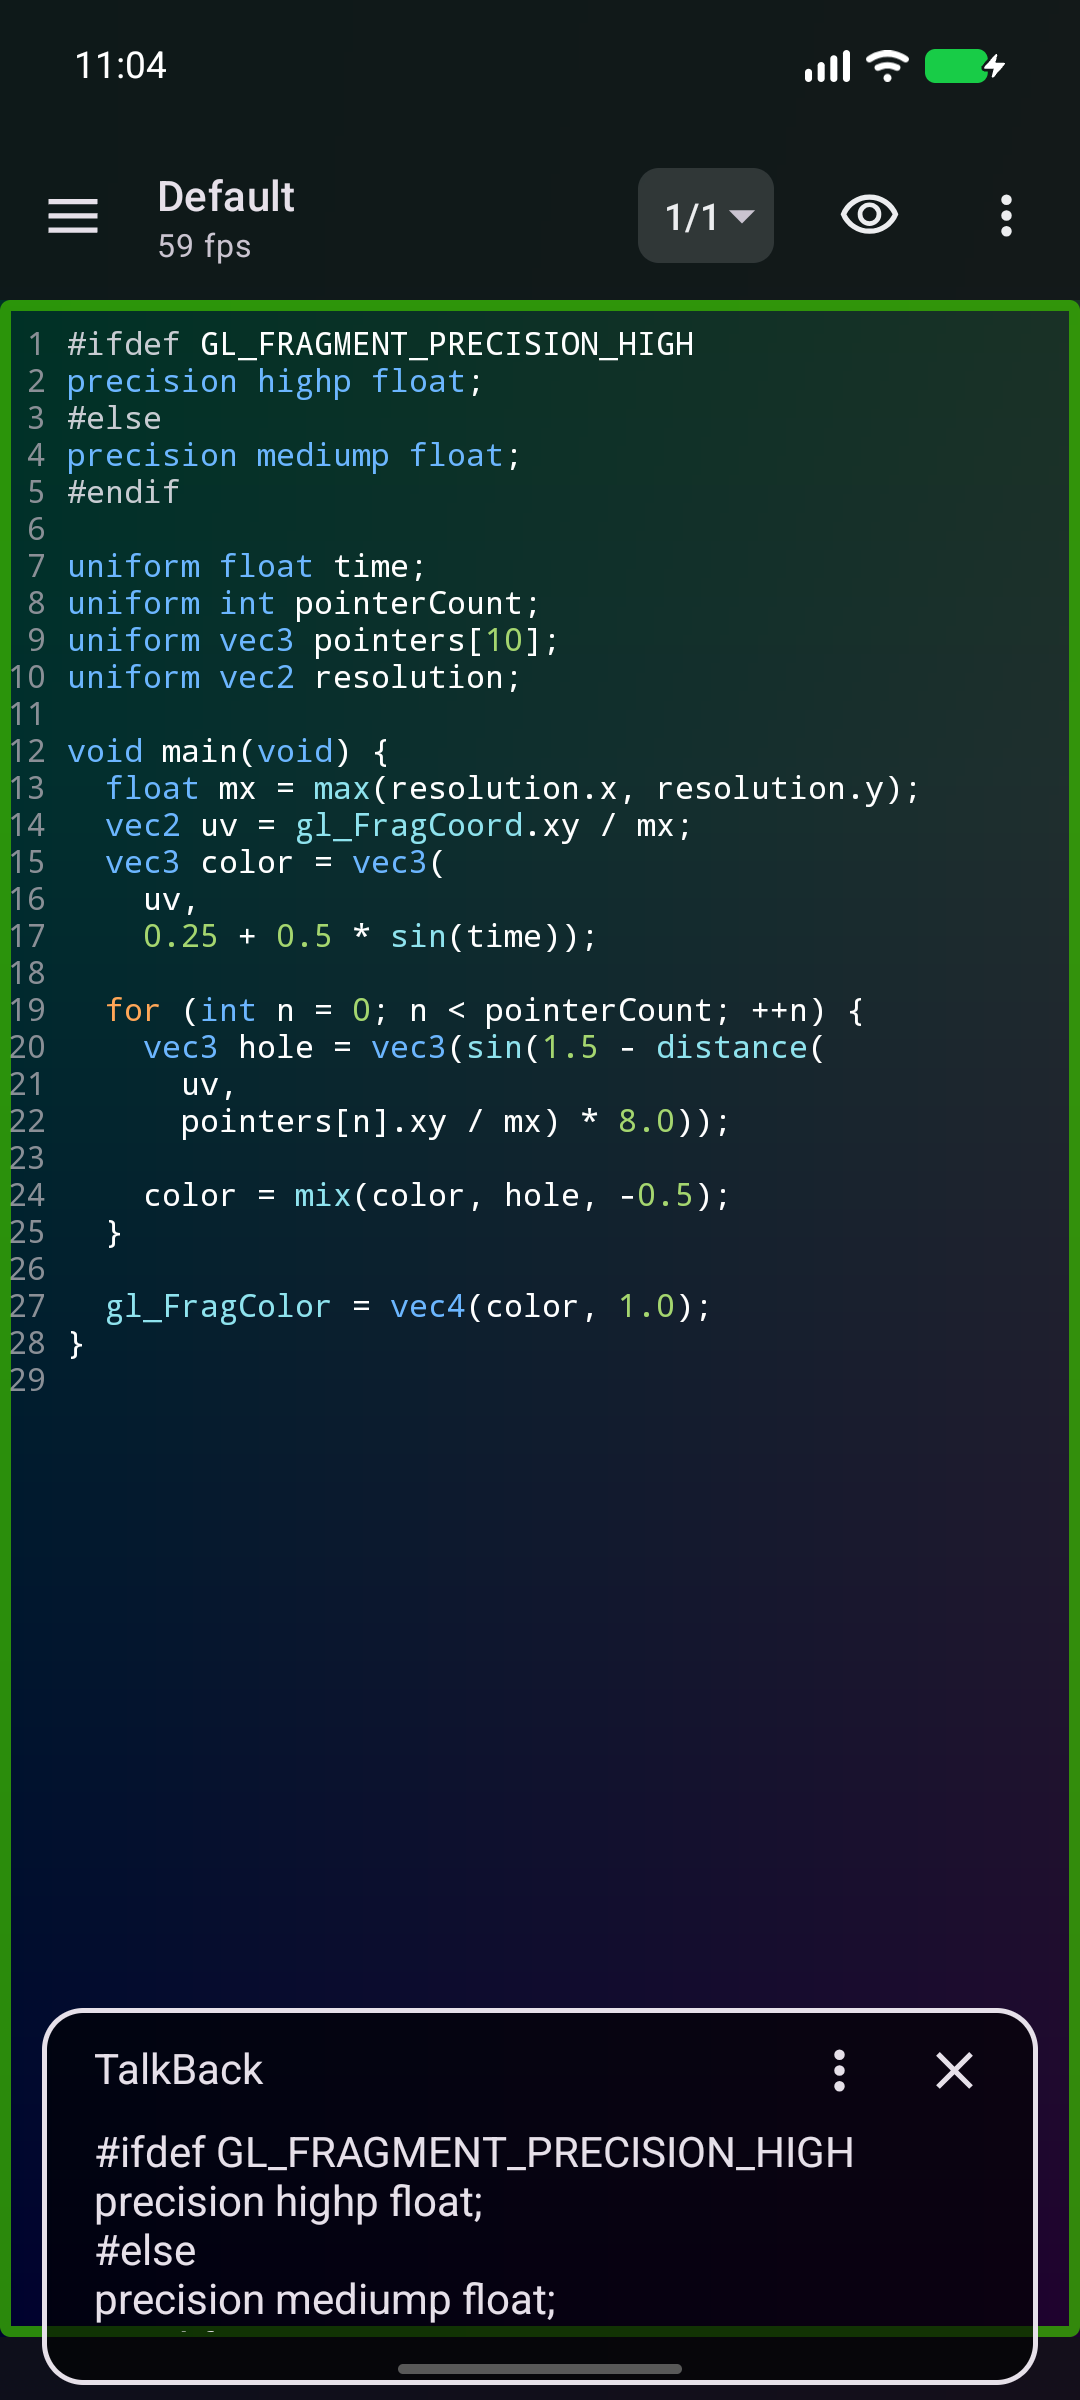 11:04
Default
59 fps
1/1
1 #ifdef GL_FRAGMENT_PRECISION_HIGH
2 precision highp float;
3 #else
4 precision mediump float;
5 #endif
6
7 uniform float time;
8 uniform int pointerCount;
9 uniform vec3 pointers[10];
10 uniform vec2 resolution;
11
12 void main(void) {
13   float mx = max(resolution.x, resolution.y);
14   vec2 uv = gl_FragCoord.xy / mx;
15   vec3 color = vec3(
16     uv,
17     0.25 + 0.5 * sin(time));
18
19   for (int n = 0; n < pointerCount; ++n) {
20     vec3 hole = vec3(sin(1.5 - distance(
21       uv,
22       pointers[n].xy / mx) * 8.0));
23
24     color = mix(color, hole, -0.5);
25   }
26
27   gl_FragColor = vec4(color, 1.0);
28 }
29
TalkBack
#ifdef GL_FRAGMENT_PRECISION_HIGH
precision highp float;
#else
precision mediump float;